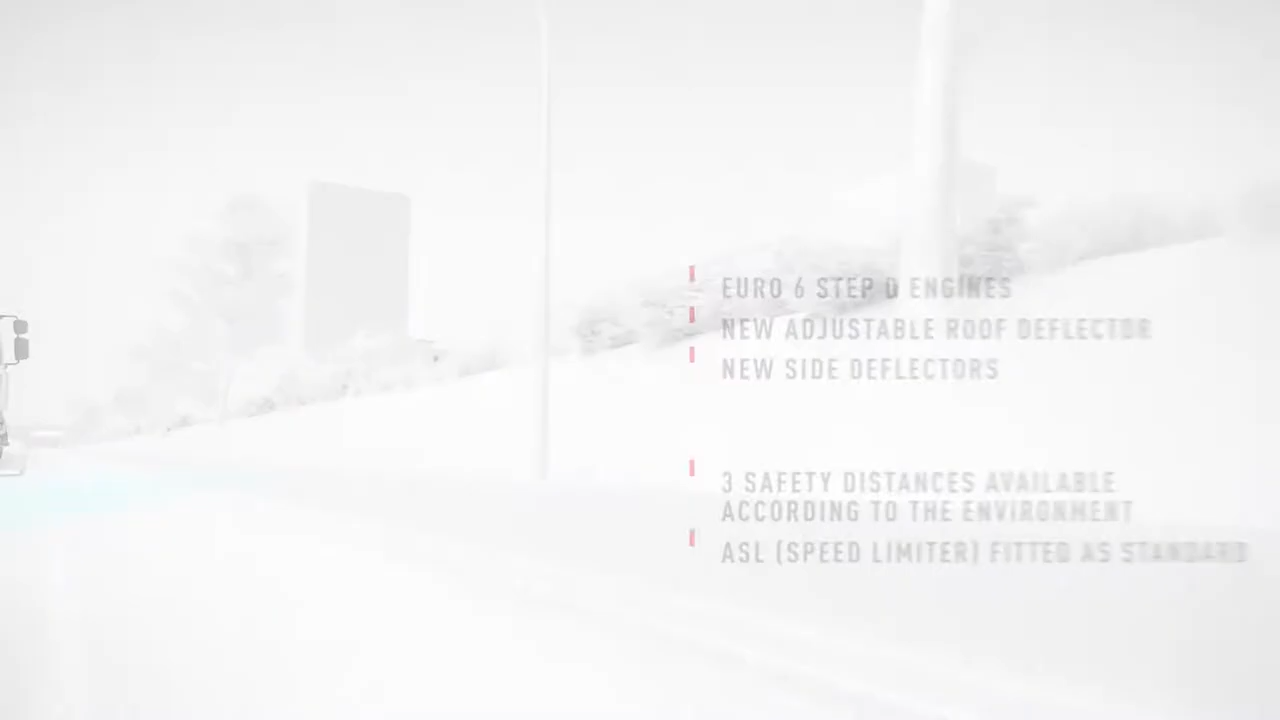 EURO 6 STEP D ENGINES
NEW ADJUSTABLE ROOF DEFLECTOR
NEW SIDE DEFLECTORS
3 SAFETY DISTANCES AVAILABLE
ACCORDING TO THE ENVIRONMENT
ASL (SPEED LIMITER) FITTED AS STANDARD